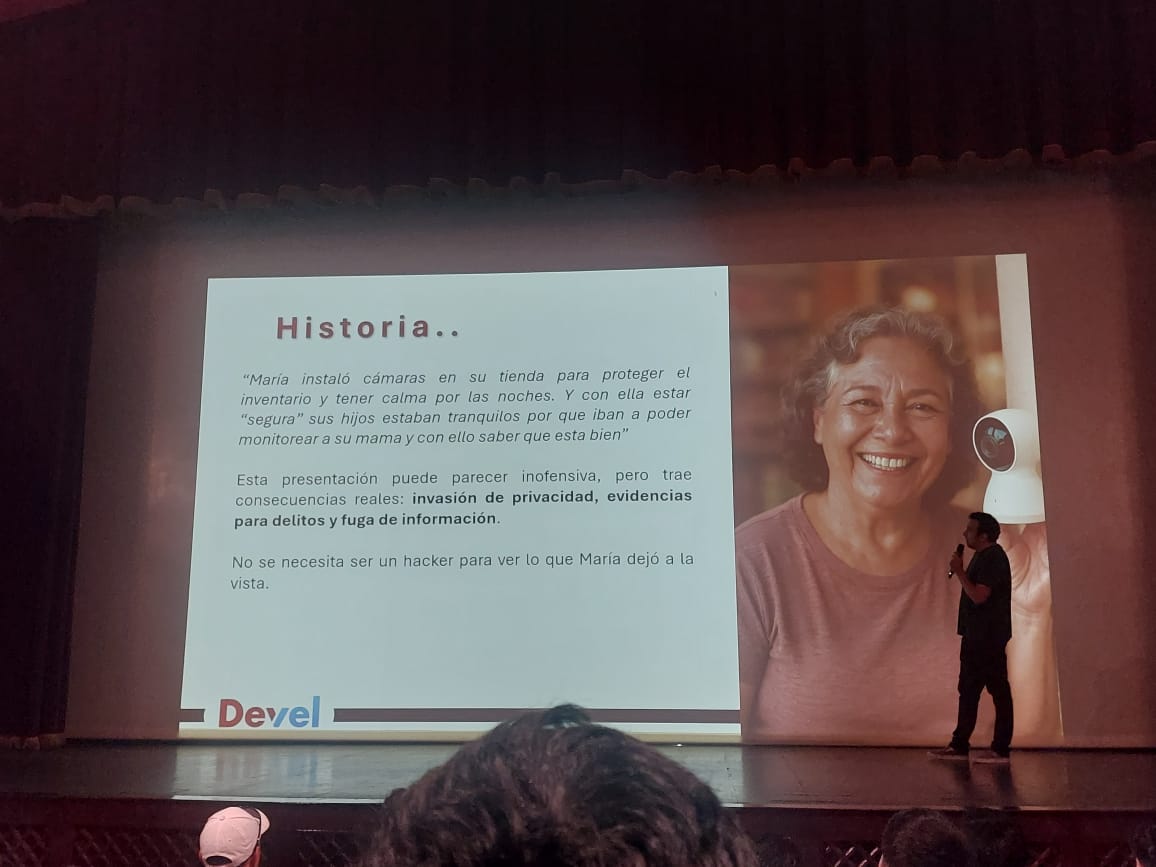 Historia..
“María instaló cámaras en su tienda para proteger el
inventario y tener calma por las noches. Y con ella estar
“segura” sus hijos estaban tranquilos por que iban a poder
monitorear a su mama y con ello saber que esta bien”
Esta presentación puede parecer inofensiva, pero trae
consecuencias reales: invasión de privacidad, evidencias
para delitos y fuga de información.
No se necesita ser un hacker para ver lo que María dejó a la
vista.
Devel